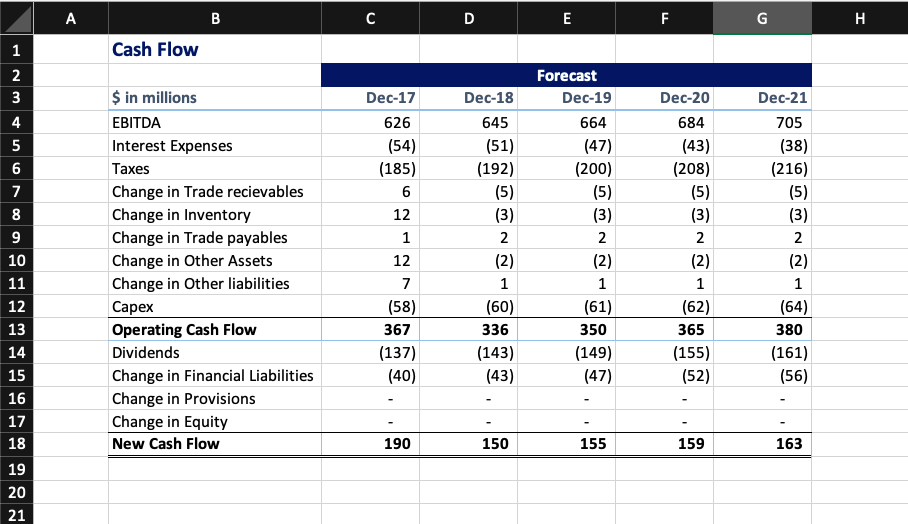 A B C D E F G H
1 Cash Flow
2 Forecast
3 $ in millions Dec-17 Dec-18 Dec-19 Dec-20 Dec-21
4 EBITDA 626 645 664 684 705
5 Interest Expenses (54) (51) (47) (43) (38)
6 Taxes (185) (192) (200) (208) (216)
7 Change in Trade recievables 6 (5) (5) (5) (5)
8 Change in Inventory 12 (3) (3) (3) (3)
9 Change in Trade payables 1 2 2 2 2
10 Change in Other Assets 12 (2) (2) (2) (2)
11 Change in Other liabilities 7 1 1 1 1
12 Capex (58) (60) (61) (62) (64)
13 Operating Cash Flow 367 336 350 365 380
14 Dividends (137) (143) (149) (155) (161)
15 Change in Financial Liabilities (40) (43) (47) (52) (56)
16 Change in Provisions - - - - -
17 Change in Equity - - - - -
18 New Cash Flow 190 150 155 159 163
19
20
21